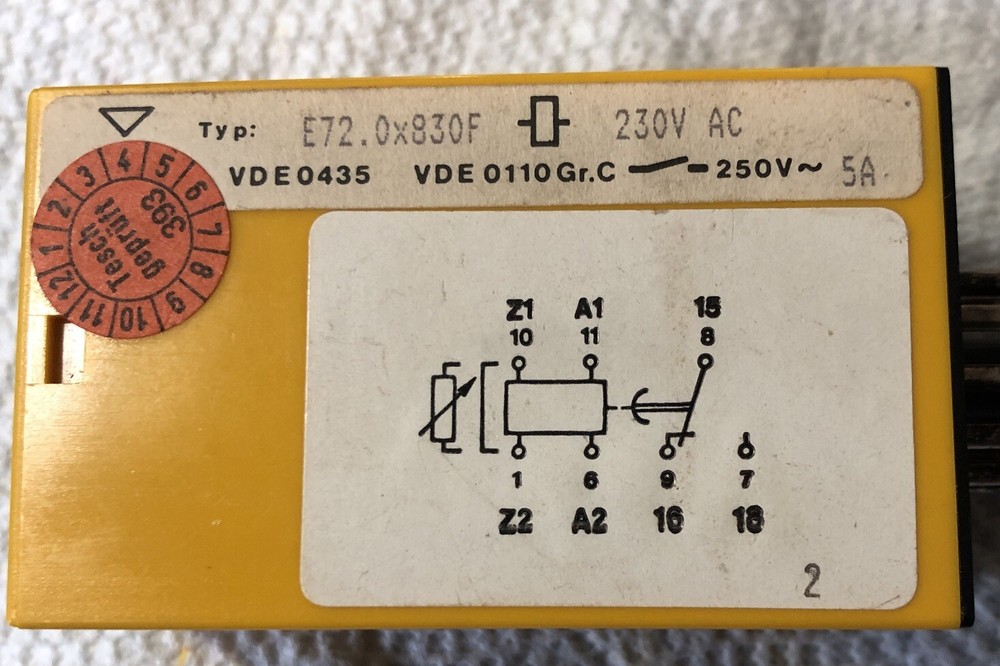 Typ: E72.0x830F 230V AC
VDE0435 VDE 0110Gr.C 250V~ 5A
1 2 3 4 5 6 7 8 9 10 11 12
Tesch
geprüft
393
Z1 A1 15
10 11 8
1 6 9 7
Z2 A2 16 18
2